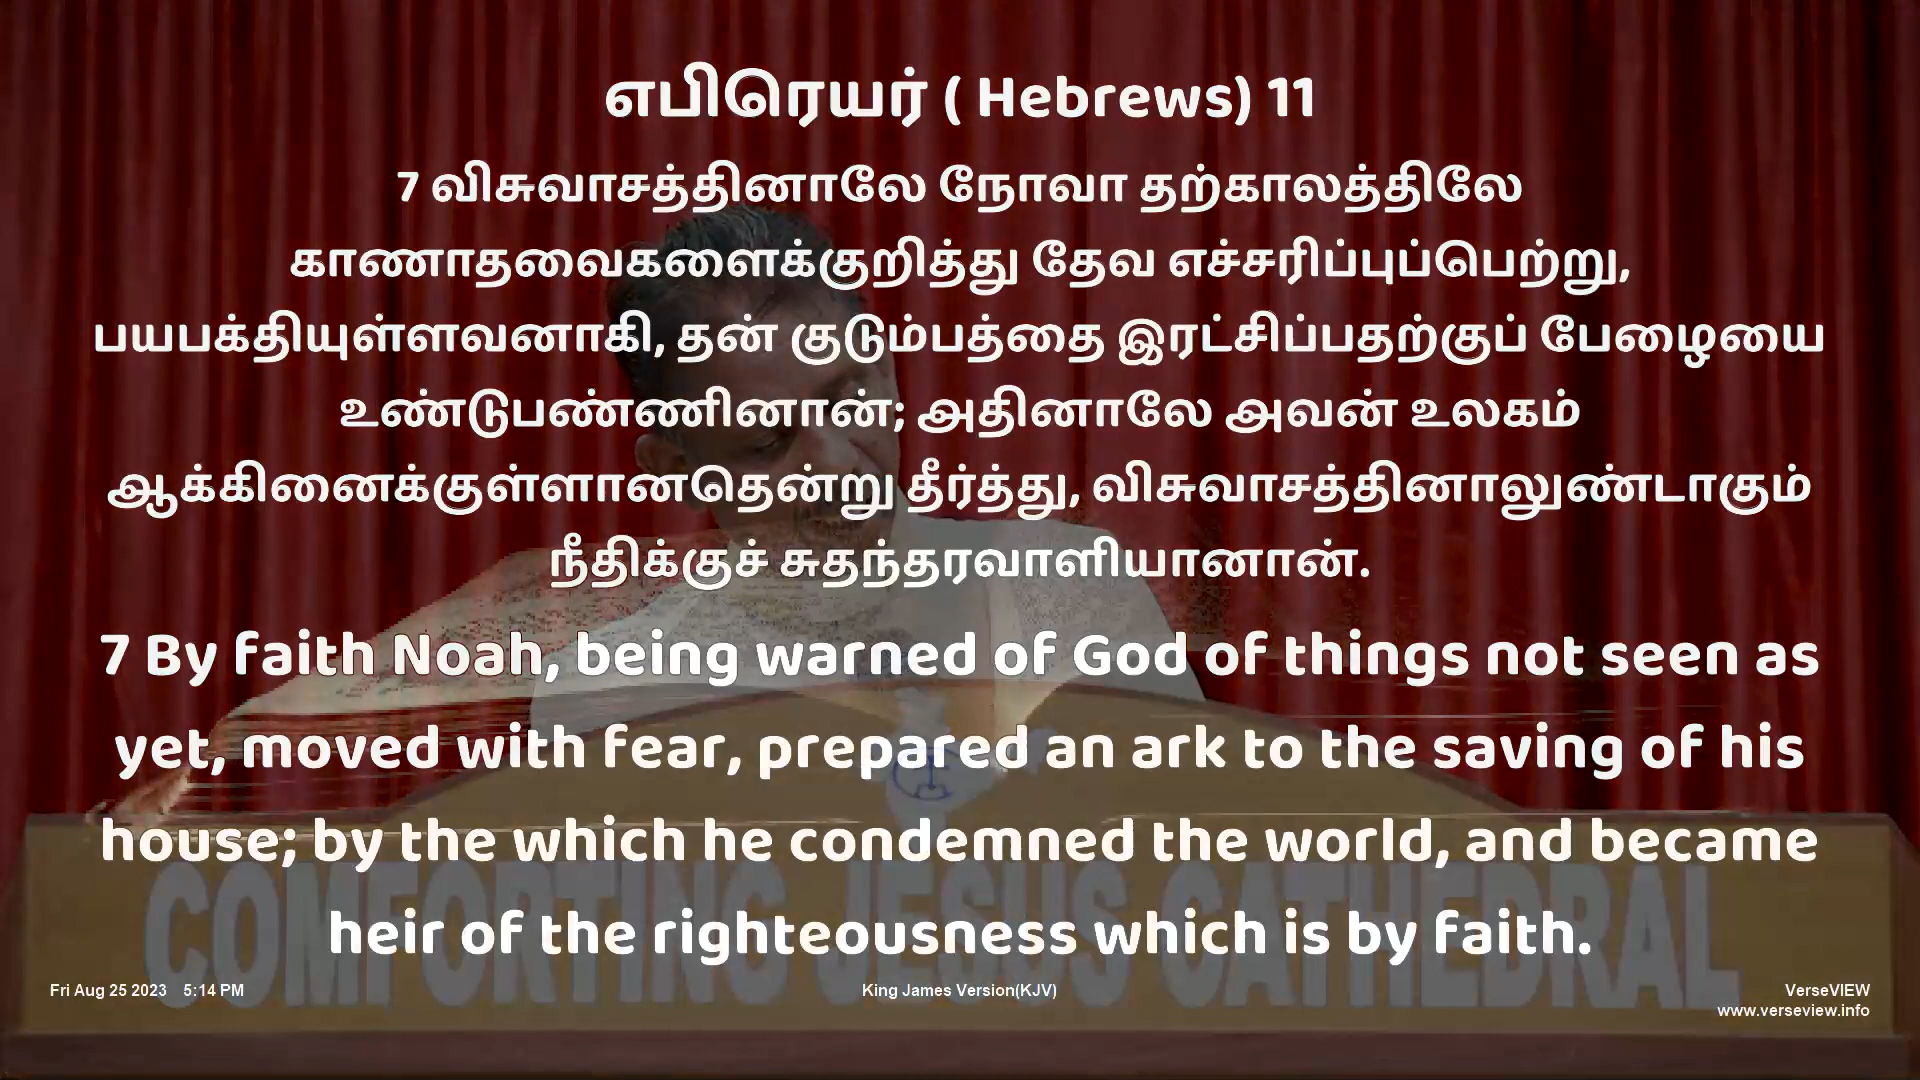 எபிரெயர் ( Hebrews) 11
7 விசுவாசத்தினாலே நோவா தற்காலத்திலே
காணாதவைகளைக்குறித்து தேவ எச்சரிப்புப்பெற்று,
பயபக்தியுள்ளவனாகி, தன் குடும்பத்தை இரட்சிப்பதற்குப் பேழையை
உண்டுபண்ணினான்; அதினாலே அவன் உலகம்
ஆக்கினைக்குள்ளானதென்று தீர்த்து, விசுவாசத்தினாலுண்டாகும்
நீதிக்குச் சுதந்தரவாளியானான்.
7 By faith Noah, being warned of God of things not seen as
yet, moved with fear, prepared an ark to the saving of his
house; by the which he condemned the world, and became
heir of the righteousness which is by faith.
COMFORTING JESUS CATHEDRAL
Fri Aug 25 2023 5:14 PM
King James Version(KJV)
VerseVIEW
www.verseview.info